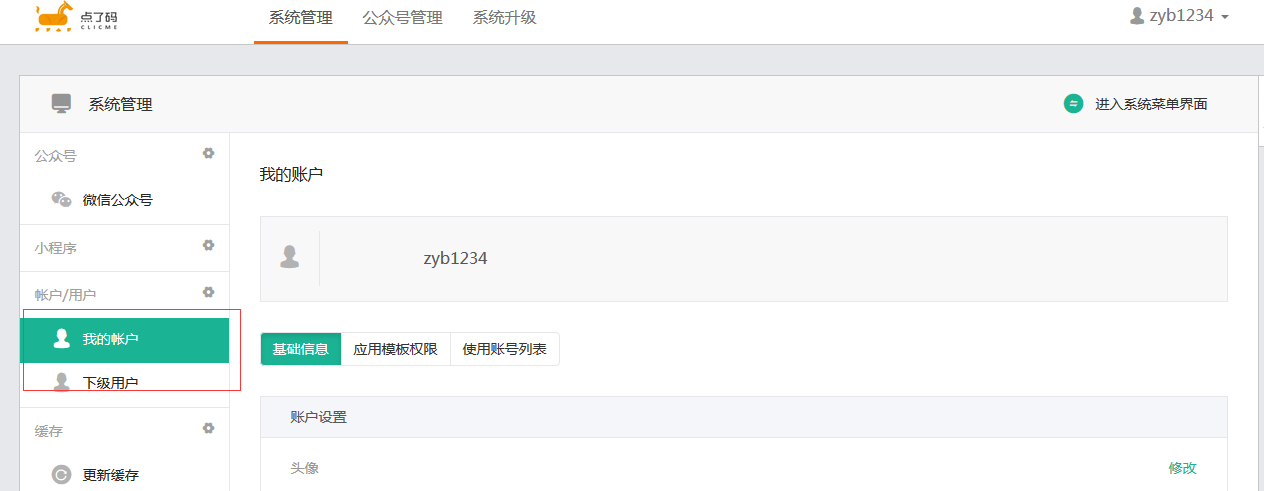 点了码
CLICME
系统管理 公众号管理 系统升级
zyb1234
系统管理
进入系统菜单界面
公众号
微信公众号
小程序
帐户/用户
我的帐户
下级用户
缓存
更新缓存
我的账户
zyb1234
基础信息 应用模板权限 使用账号列表
账户设置
头像 修改